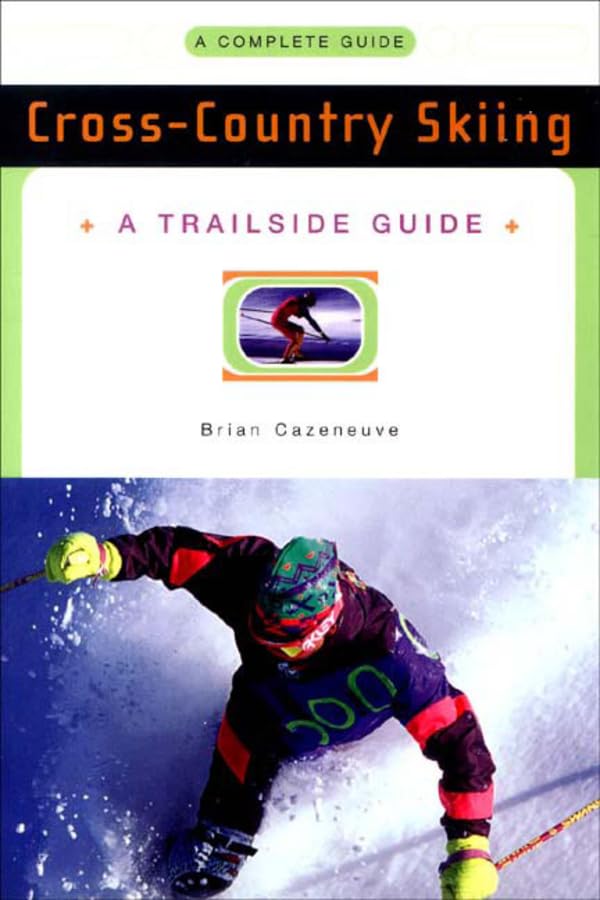 A COMPLETE GUIDE
Cross-Country Skiing
+ A TRAILSIDE GUIDE +
Brian Cazeneuve